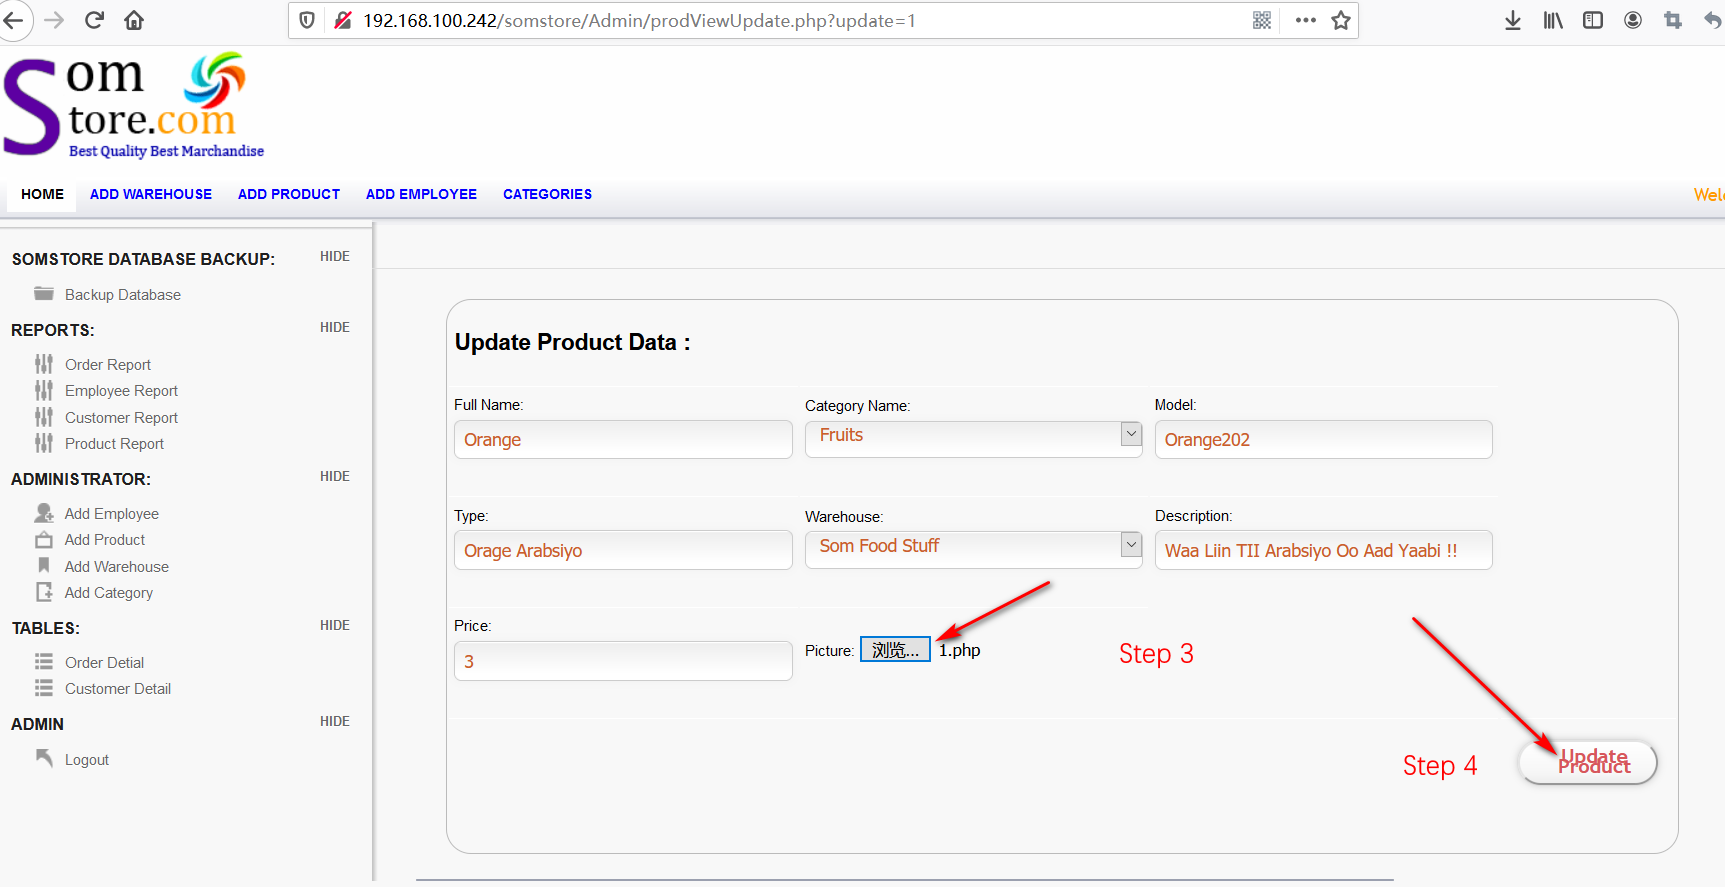 192.168.100.242/somstore/Admin/prodViewUpdate.php?update=1
Som
Store.com
Best Quality Best Marchandise
HOME ADD WAREHOUSE ADD PRODUCT ADD EMPLOYEE CATEGORIES
SOMSTORE DATABASE BACKUP: HIDE
Backup Database
REPORTS: HIDE
Order Report
Employee Report
Customer Report
Product Report
ADMINISTRATOR: HIDE
Add Employee
Add Product
Add Warehouse
Add Category
TABLES: HIDE
Order Detial
Customer Detail
ADMIN HIDE
Logout
Update Product Data :
Full Name: Category Name: Model:
Orange Fruits Orange202
Type: Warehouse: Description:
Orage Arabsiyo Som Food Stuff Waa Liin TII Arabsiyo Oo Aad Yaabi !!
Price:
3
Picture: 浏览... 1.php
Step 3
Step 4
Update
Product